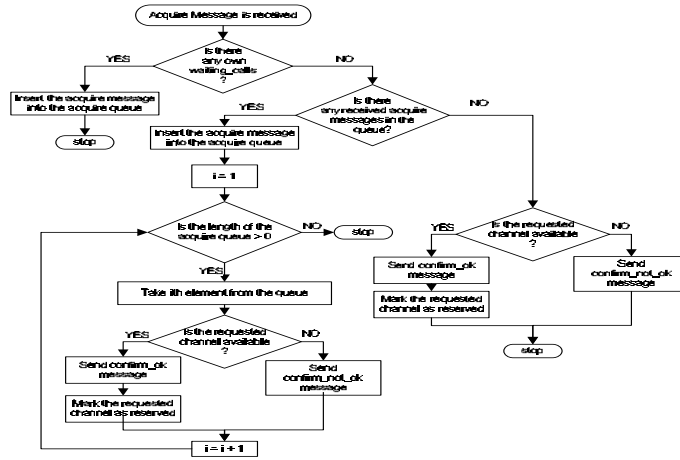 Acquire Message is received
Is there
any own
waiting_calls
?
YES
NO
Insert the acquire message
into the acquire queue
stop
Is there
any received acquire
messages in the
queue?
YES
NO
Insert the acquire message
into the acquire queue
i = 1
Is the length of the
acquire queue > 0
NO
stop
YES
Take ith element from the queue
Is the requested
channel available
?
YES
NO
Send confirm_ok
message
Send
confirm_not_ok
message
Mark the requested
channel as reserved
i = i + 1
Is the requested
channel available
?
YES
NO
Send confirm_ok
message
Send
confirm_not_ok
message
Mark the requested
channel as reserved
stop